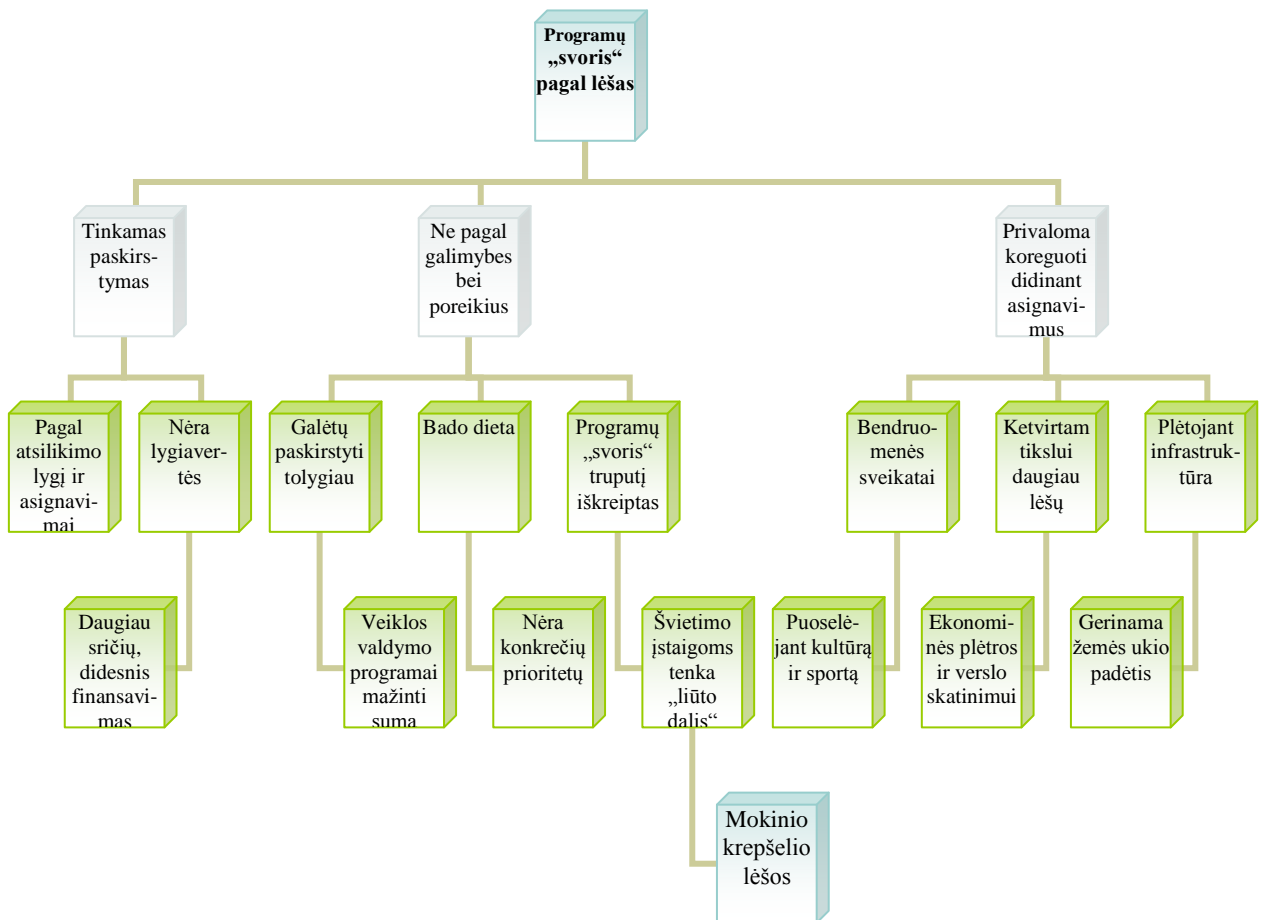 Programų
„svoris“
pagal lėšas
Tinkamas
paskirs-
tymas
Ne pagal
galimybes
bei
poreikius
Privaloma
koreguoti
didinant
asignavi-
mus
Pagal
atsilikimo
lygį ir
asignavi-
mai
Nėra
lygiaver-
tės
Galėtų
paskirstyti
tolygiau
Bado dieta
Programų
„svoris“
truputį
iškreiptas
Bendruo-
menės
sveikatai
Ketvirtam
tikslui
daugiau
lėšų
Plėtojant
infrastruk-
tūra
Daugiau
sričių,
didesnis
finansavi-
mas
Veiklos
valdymo
programai
mažinti
suma
Nėra
konkrečių
prioritetų
Švietimo
įstaigoms
tenka
„liūto
dalis“
Puoselė-
jant kultūrą
ir sportą
Ekonomi-
nės plėtros
ir verslo
skatinimui
Gerinama
žemės ukio
padėtis
Mokinio
krepšelio
lėšos